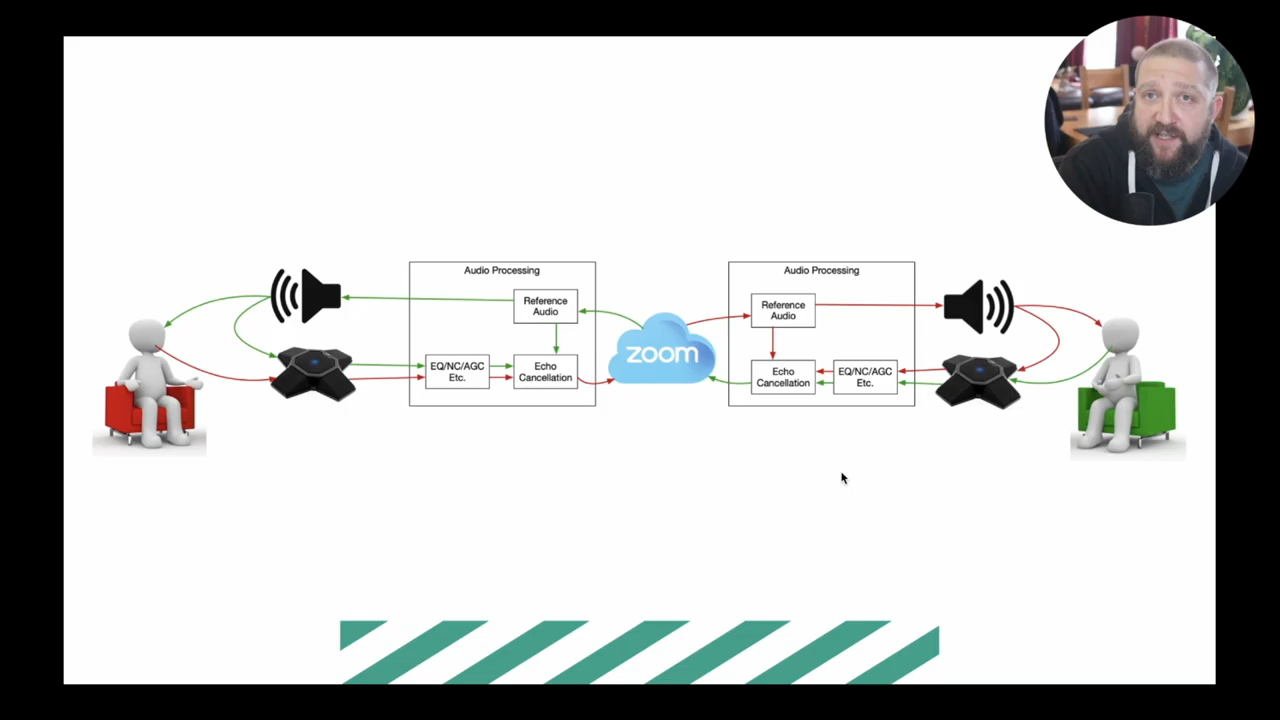 Audio Processing
Reference
Audio
EQ/NC/AGC
Etc.
Echo
Cancellation
zoom
Audio Processing
Reference
Audio
Echo
Cancellation
EQ/NC/AGC
Etc.